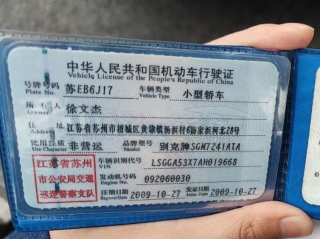 中华人民共和国机动车行驶证
Vehicle License of the People's Republic of China
号牌号码 Plate No. 苏EB6J17 车辆类型 Vehicle Type 小型轿车
所有人 Owner 徐文杰
住址 Address 江苏省苏州市相城区黄埭镇
使用性质 非营运 品牌型号 Model 别克牌SGM7241ATA
江苏省苏州市公安局交通巡逻警察支队
车辆识别代号 VIN LSGGA53X7AH019668
发动机号码 092060030
注册日期 2009-10-27 发证日期 2009-10-27